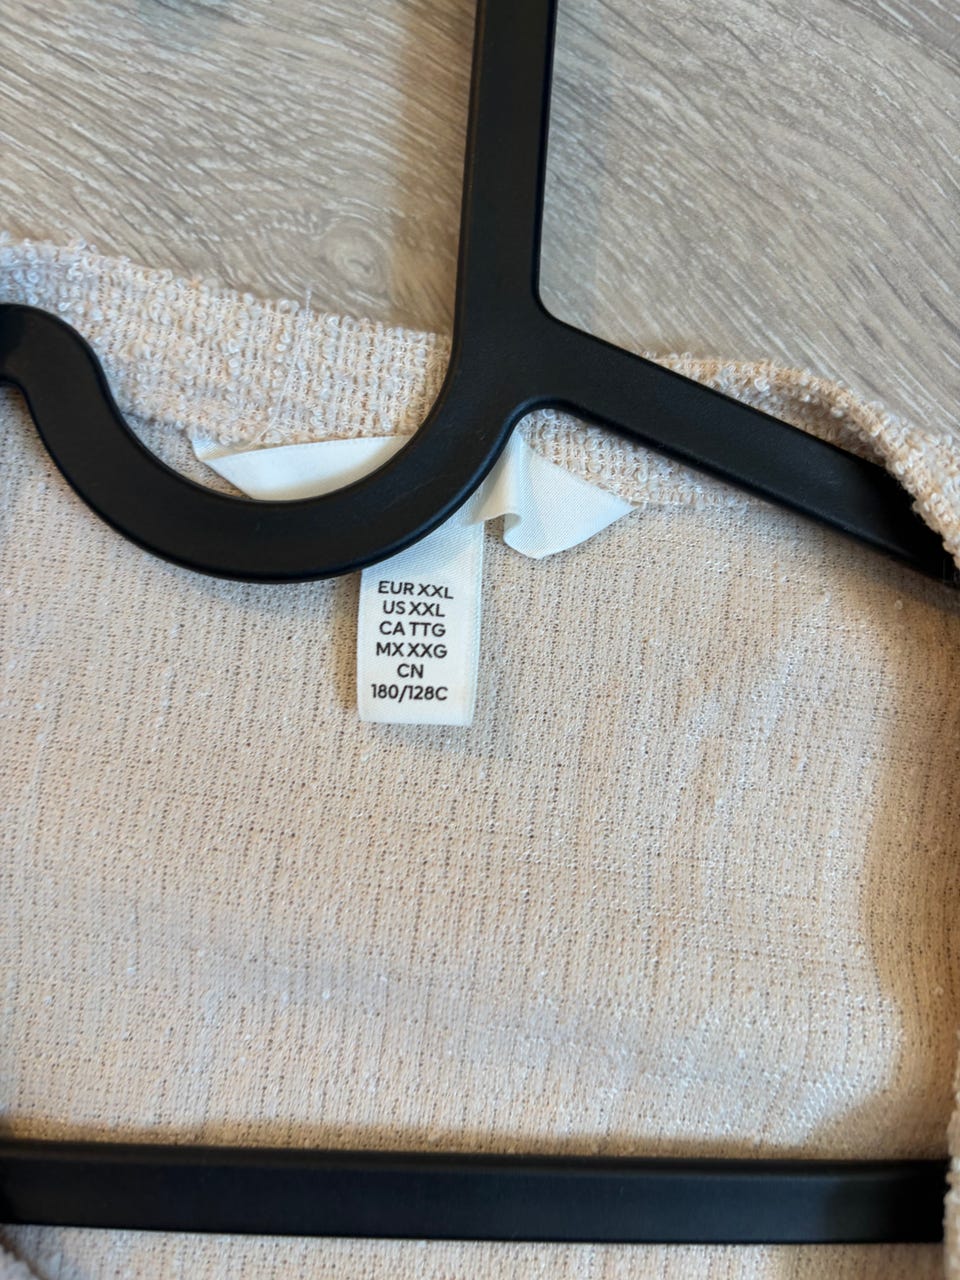 EUR XXL
US XXL
CA TTG
MX XXG
CN
180/128C